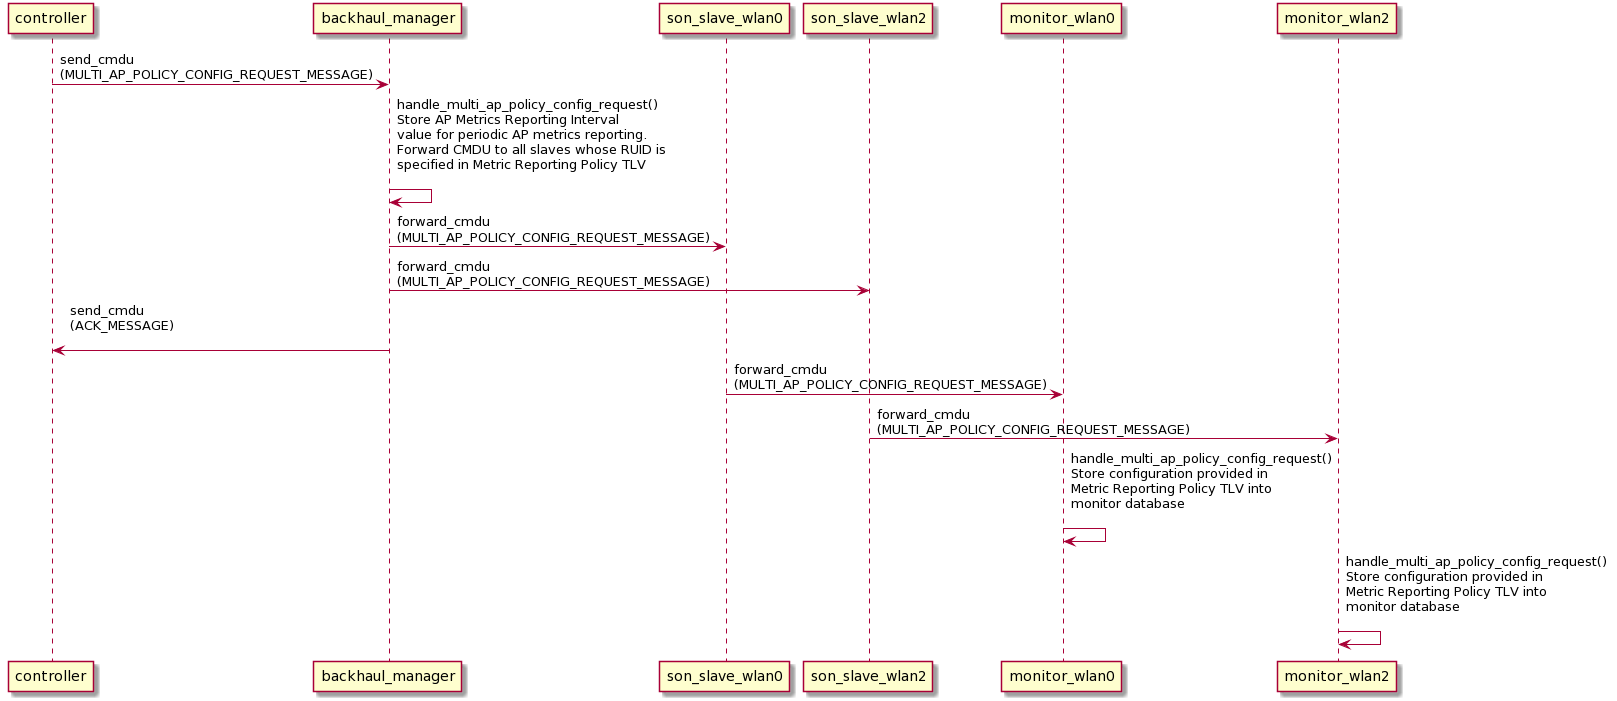 controller
backhaul_manager
son_slave_wlan0
son_slave_wlan2
monitor_wlan0
monitor_wlan2
send_cmdu
(MULTI_AP_POLICY_CONFIG_REQUEST_MESSAGE)
handle_multi_ap_policy_config_request()
Store AP Metrics Reporting Interval
value for periodic AP metrics reporting.
Forward CMDU to all slaves whose RUID is
specified in Metric Reporting Policy TLV
forward_cmdu
(MULTI_AP_POLICY_CONFIG_REQUEST_MESSAGE)
forward_cmdu
(MULTI_AP_POLICY_CONFIG_REQUEST_MESSAGE)
send_cmdu
(ACK_MESSAGE)
forward_cmdu
(MULTI_AP_POLICY_CONFIG_REQUEST_MESSAGE)
forward_cmdu
(MULTI_AP_POLICY_CONFIG_REQUEST_MESSAGE)
handle_multi_ap_policy_config_request()
Store configuration provided in
Metric Reporting Policy TLV into
monitor database
handle_multi_ap_policy_config_request()
Store configuration provided in
Metric Reporting Policy TLV into
monitor database
controller
backhaul_manager
son_slave_wlan0
son_slave_wlan2
monitor_wlan0
monitor_wlan2